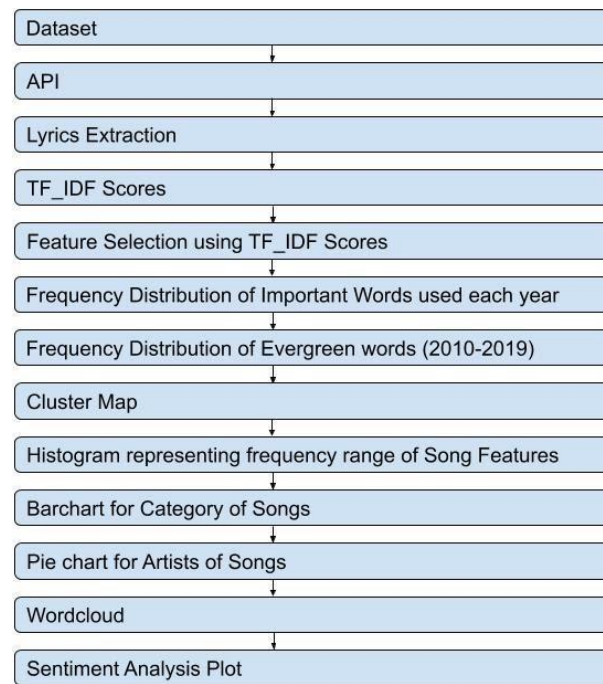 Dataset
API
Lyrics Extraction
TF_IDF Scores
Feature Selection using TF_IDF Scores
Frequency Distribution of Important Words used each year
Frequency Distribution of Evergreen words (2010-2019)
Cluster Map
Histogram representing frequency range of Song Features
Barchart for Category of Songs
Pie chart for Artists of Songs
Wordcloud
Sentiment Analysis Plot